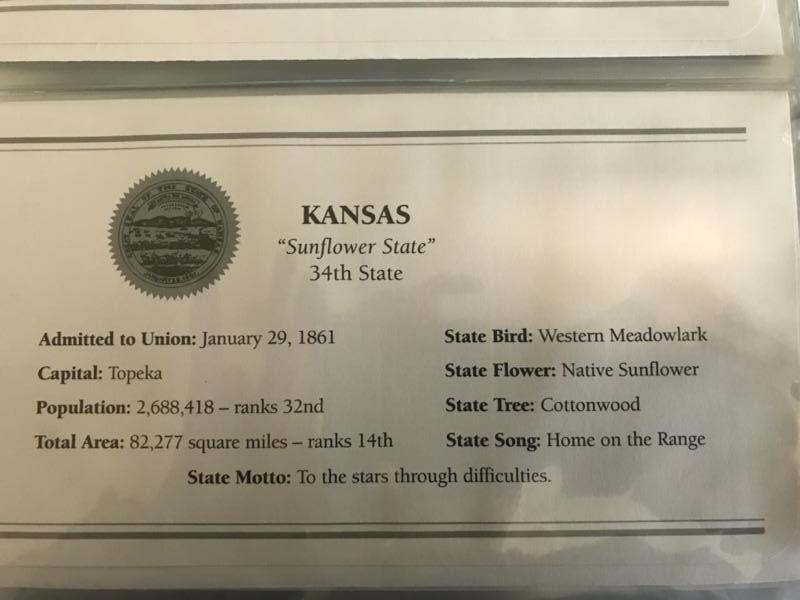 KANSAS
“Sunflower State”
34th State
Admitted to Union: January 29, 1861
Capital: Topeka
Population: 2,688,418 – ranks 32nd
Total Area: 82,277 square miles – ranks 14th
State Bird: Western Meadowlark
State Flower: Native Sunflower
State Tree: Cottonwood
State Song: Home on the Range
State Motto: To the stars through difficulties.